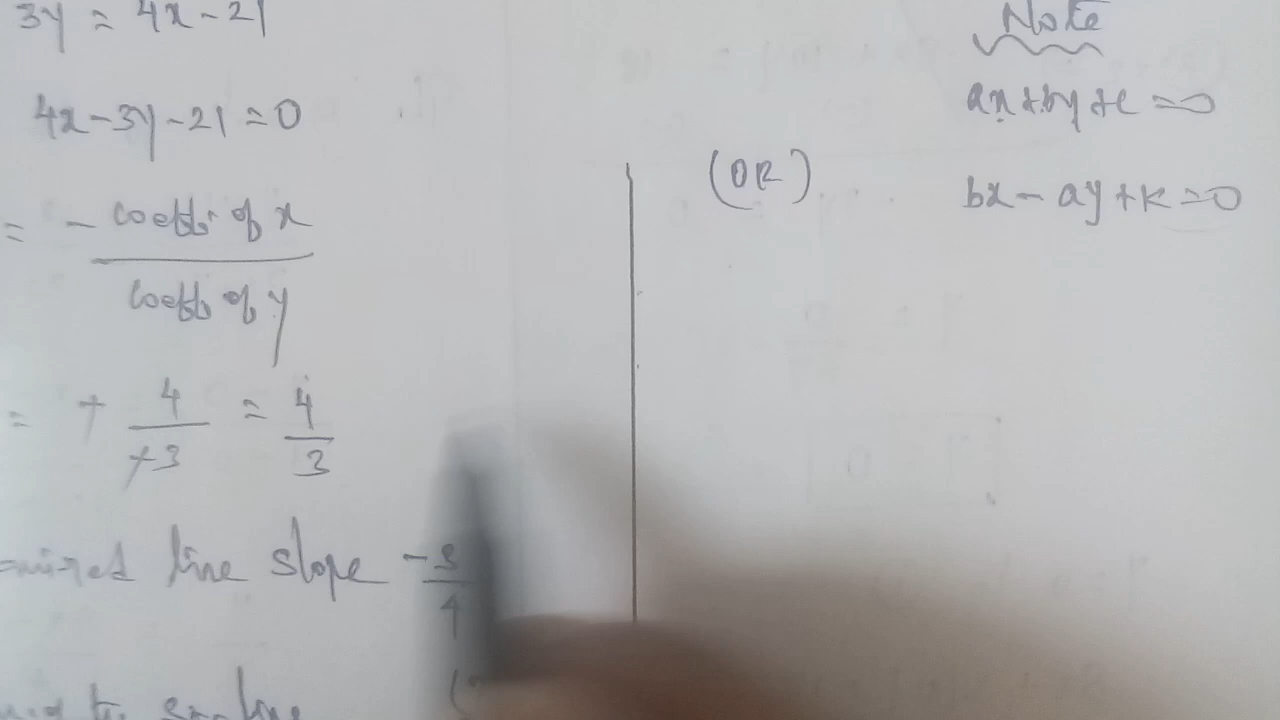 3y = 4x - 21
4x - 3y - 21 = 0
= - coeff. of x
coeff of y
= + 4/+3 = 4/3
line slope -3/4
(OR)
Note
ax + by + c = 0
bx - ay + k = 0